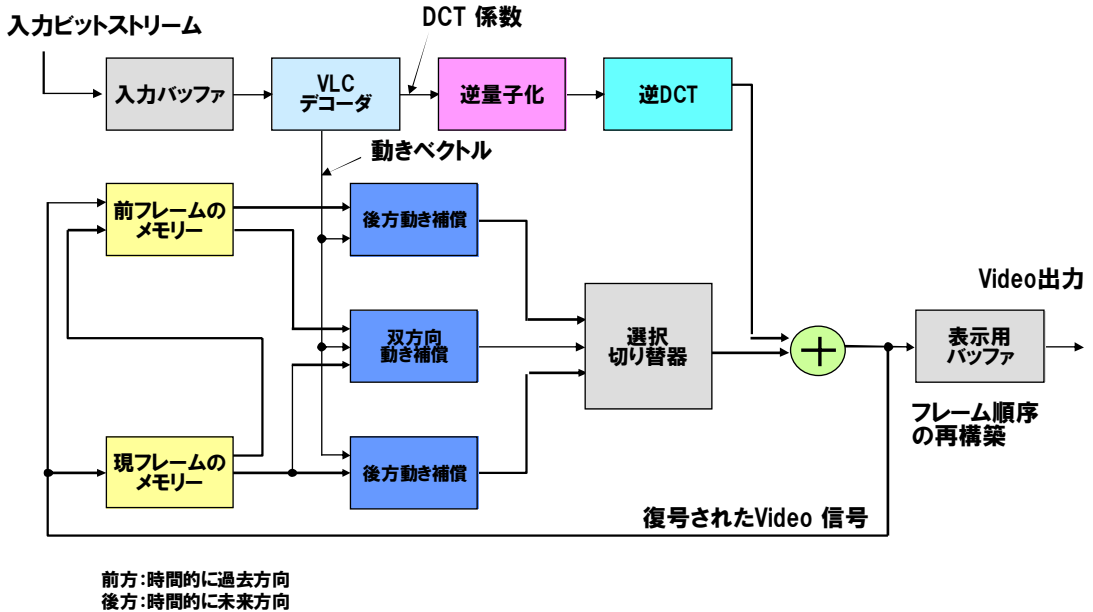 入力ビットストリーム
DCT 係数
入力バッファ
VLC
デコーダ
逆量子化
逆DCT
動きベクトル
前フレームの
メモリー
後方動き補償
Video出力
双方向
動き補償
選択
切り替器
表示用
バッファ
フレーム順序
の再構築
現フレームの
メモリー
後方動き補償
復号されたVideo 信号
前方：時間的に過去方向
後方：時間的に未来方向